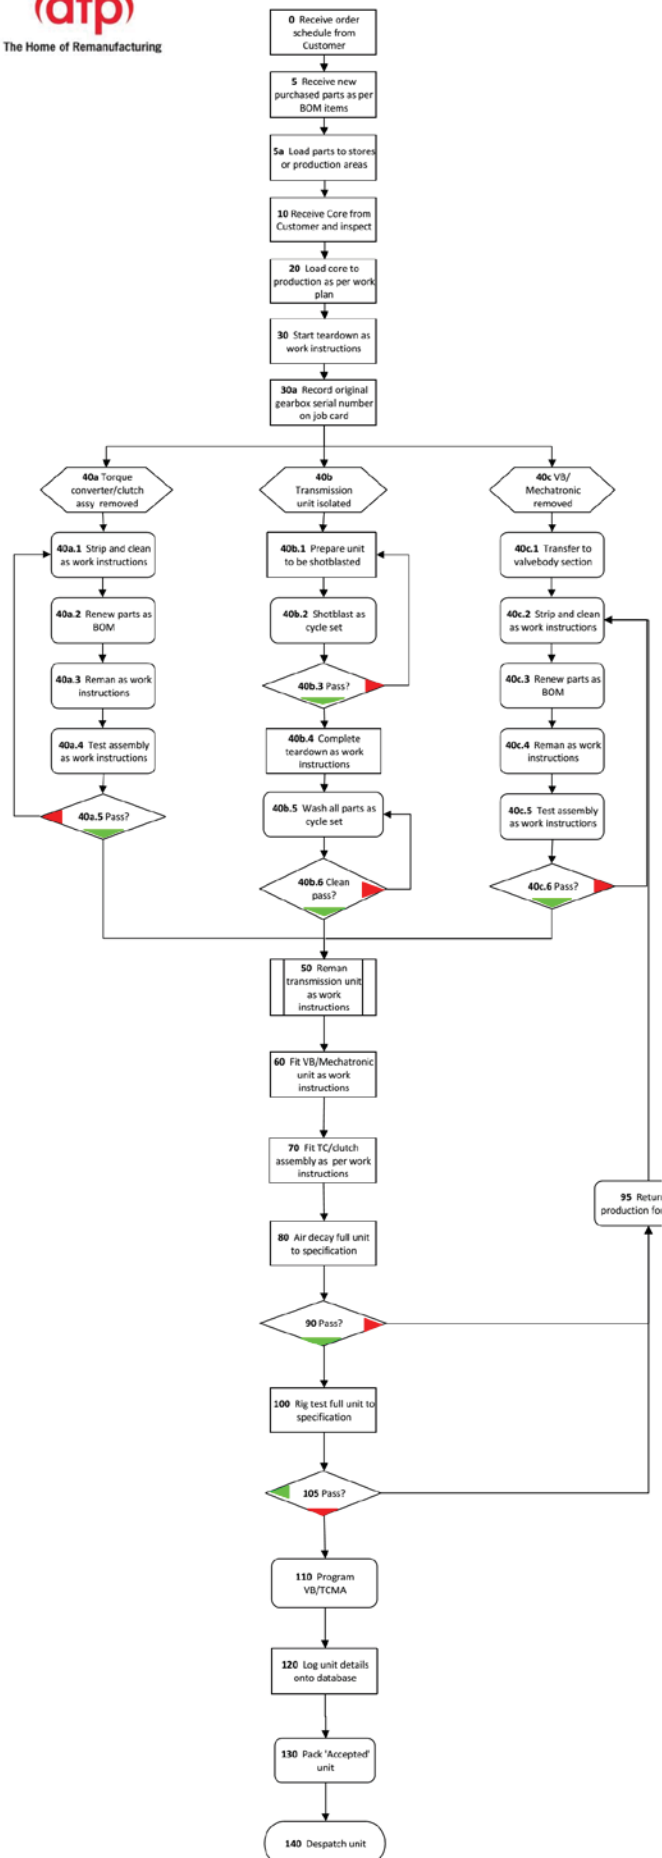 (atp)
The Home of Remanufacturing
0 Receive order
schedule from
Customer
5 Receive new
purchased parts as per
BOM items
5a Load parts to stores
or production areas
10 Receive Core from
Customer and inspect
20 Load core to
production as per work
plan
30 Start teardown as
work instructions
30a Record original
gearbox serial number
on job card
40a Torque
converter/clutch
assy removed
40a.1 Strip and clean
as work instructions
40a.2 Renew parts as
BOM
40a.3 Reman as work
instructions
40a.4 Test assembly
as work instructions
40a.5 Pass?
40b
Transmission
unit isolated
40b.1 Prepare unit
to be shotblasted
40b.2 Shotblast as
cycle set
40b.3 Pass?
40b.4 Complete
teardown as work
instructions
40b.5 Wash all parts as
cycle set
40b.6 Clean
pass?
40c VB/
Mechatronic
removed
40c.1 Transfer to
valvebody section
40c.2 Strip and clean
as work instructions
40c.3 Renew parts as
BOM
40c.4 Reman as work
instructions
40c.5 Test assembly
as work instructions
40c.6 Pass?
50 Reman
transmission unit
as work
instructions
60 Fit VB/Mechatronic
unit as work
instructions
70 Fit TC/clutch
assembly as per work
instructions
95 Retur
production fo
80 Air decay full unit
to specification
90 Pass?
100 Rig test full unit to
specification
105 Pass?
110 Program
VB/TCMA
120 Log unit details
onto database
130 Pack 'Accepted'
unit
140 Despatch unit